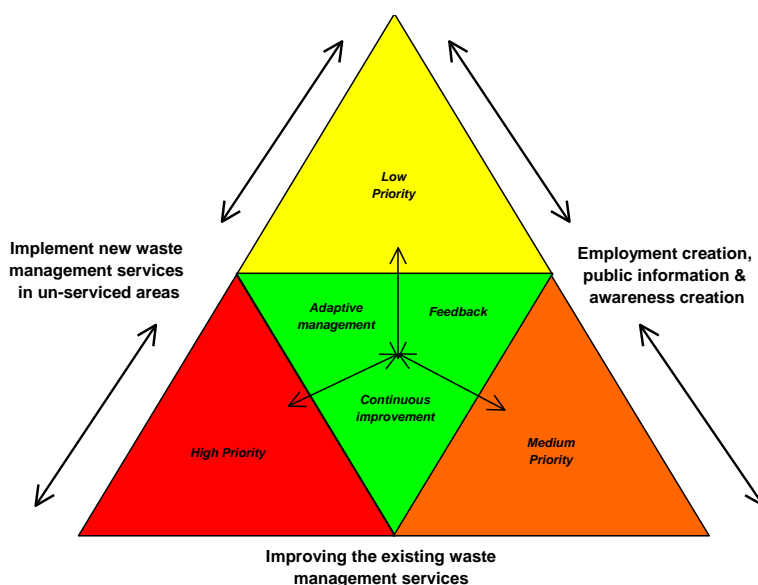 Low
Priority
Implement new waste
management services
in un-serviced areas
Employment creation,
public information &
awareness creation
Adaptive
management
Feedback
Continuous
improvement
High Priority
Medium
Priority
Improving the existing waste
management services